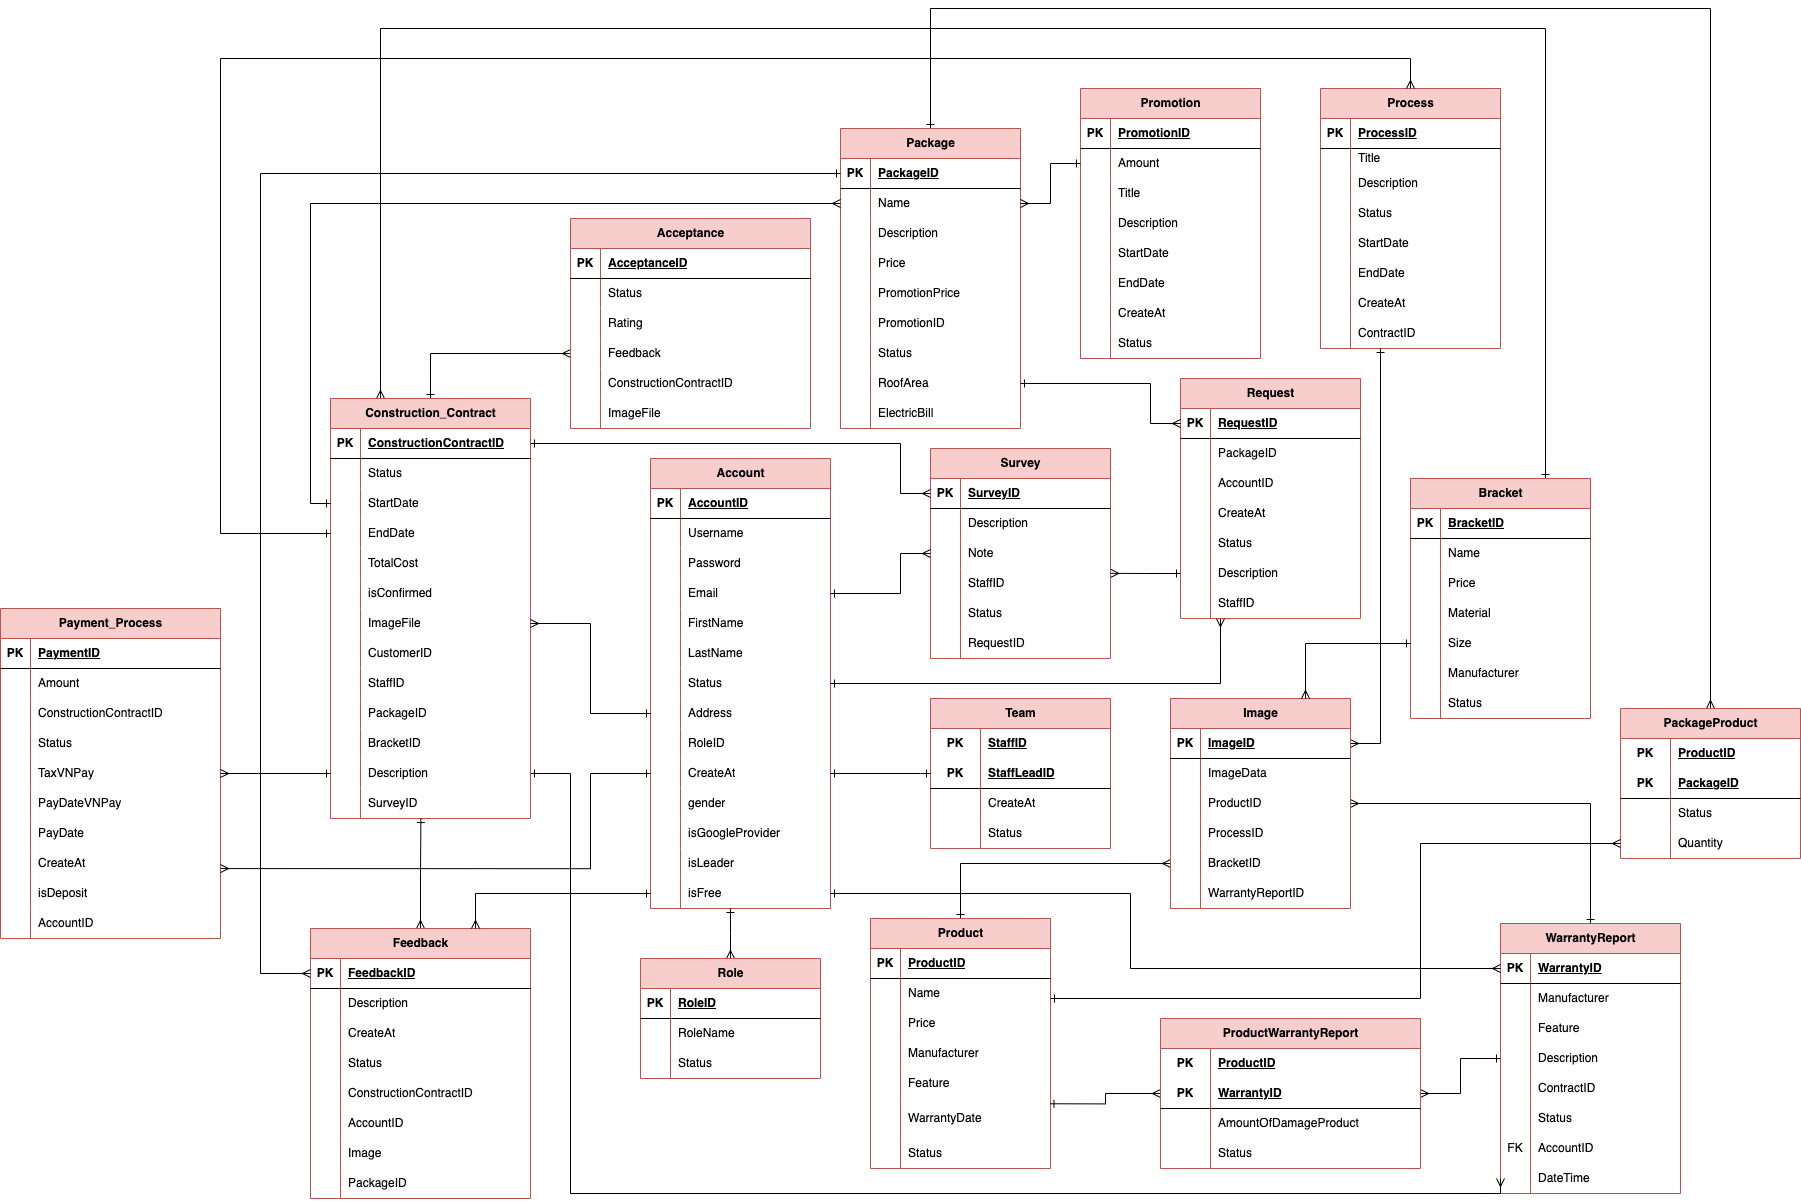 Promotion
PK PromotionID
Amount
Title
Description
StartDate
EndDate
CreateAt
Status
Process
PK ProcessID
Title
Description
Status
StartDate
EndDate
CreateAt
ContractID
Package
PK PackageID
Name
Description
Price
PromotionPrice
PromotionID
Status
RoofArea
ElectricBill
Acceptance
PK AcceptanceID
Status
Rating
Feedback
ConstructionContractID
ImageFile
Request
PK RequestID
PackageID
AccountID
CreateAt
Status
Description
StaffID
Construction_Contract
PK ConstructionContractID
Status
StartDate
EndDate
TotalCost
isConfirmed
ImageFile
CustomerID
StaffID
PackageID
BracketID
Description
SurveyID
Account
PK AccountID
Username
Password
Email
FirstName
LastName
Status
Address
RoleID
CreateAt
gender
isGoogleProvider
isLeader
isFree
Survey
PK SurveyID
Description
Note
StaffID
Status
RequestID
Bracket
PK BracketID
Name
Price
Material
Size
Manufacturer
Status
Payment_Process
PK PaymentID
Amount
ConstructionContractID
Status
TaxVNPay
PayDateVNPay
PayDate
CreateAt
isDeposit
AccountID
Team
PK StaffID
PK StaffLeadID
CreateAt
Status
Image
PK ImageID
ImageData
ProductID
ProcessID
BracketID
WarrantyReportID
PackageProduct
PK ProductID
PK PackageID
Status
Quantity
Feedback
PK FeedbackID
Description
CreateAt
Status
ConstructionContractID
AccountID
Image
PackageID
Role
PK RoleID
RoleName
Status
Product
PK ProductID
Name
Price
Manufacturer
Feature
WarrantyDate
Status
ProductWarrantyReport
PK ProductID
PK WarrantyID
AmountOfDamageProduct
Status
WarrantyReport
PK WarrantyID
Manufacturer
Feature
Description
ContractID
Status
FK AccountID
DateTime